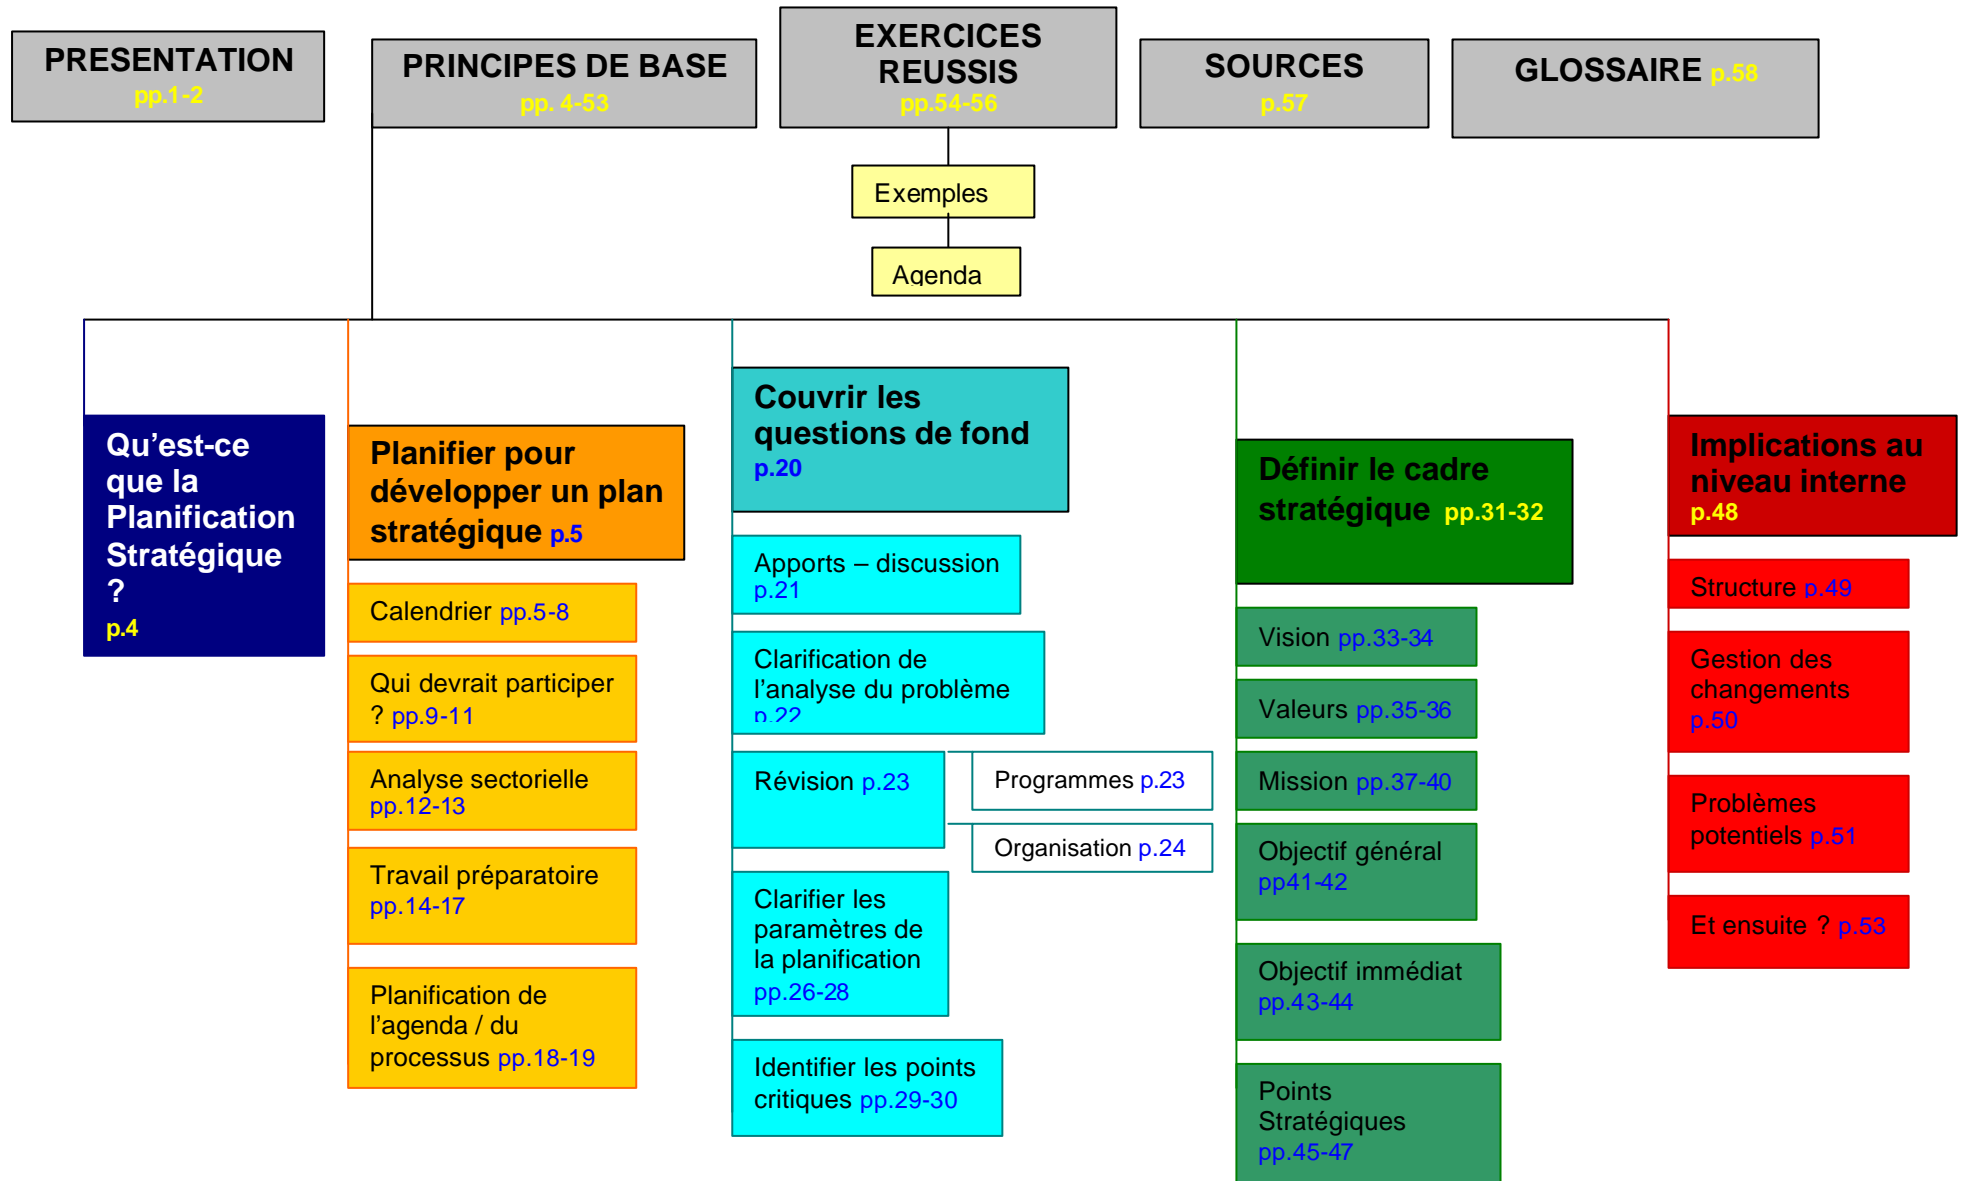 PRESENTATION
pp.1-2
PRINCIPES DE BASE
pp. 4-53
EXERCICES
REUSSIS
pp.54-56
SOURCES
p.57
GLOSSAIRE p.58
Exemples
Agenda
Qu’est-ce
que la
Planification
Stratégique
?
p.4
Planifier pour
développer un plan
stratégique p.5
Calendrier pp.5-8
Qui devrait participer
? pp.9-11
Analyse sectorielle
pp.12-13
Travail préparatoire
pp.14-17
Planification de
l’agenda / du
processus pp.18-19
Couvrir les
questions de fond
p.20
Apports – discussion
p.21
Clarification de
l’analyse du problème
p.22
Révision p.23
Programmes p.23
Organisation p.24
Clarifier les
paramètres de
la planification
pp.26-28
Identifier les points
critiques pp.29-30
Définir le cadre
stratégique pp.31-32
Vision pp.33-34
Valeurs pp.35-36
Mission pp.37-40
Objectif général
pp41-42
Objectif immédiat
pp.43-44
Points
Stratégiques
pp.45-47
Implications au
niveau interne
p.48
Structure p.49
Gestion des
changements
p.50
Problèmes
potentiels p.51
Et ensuite ? p.53